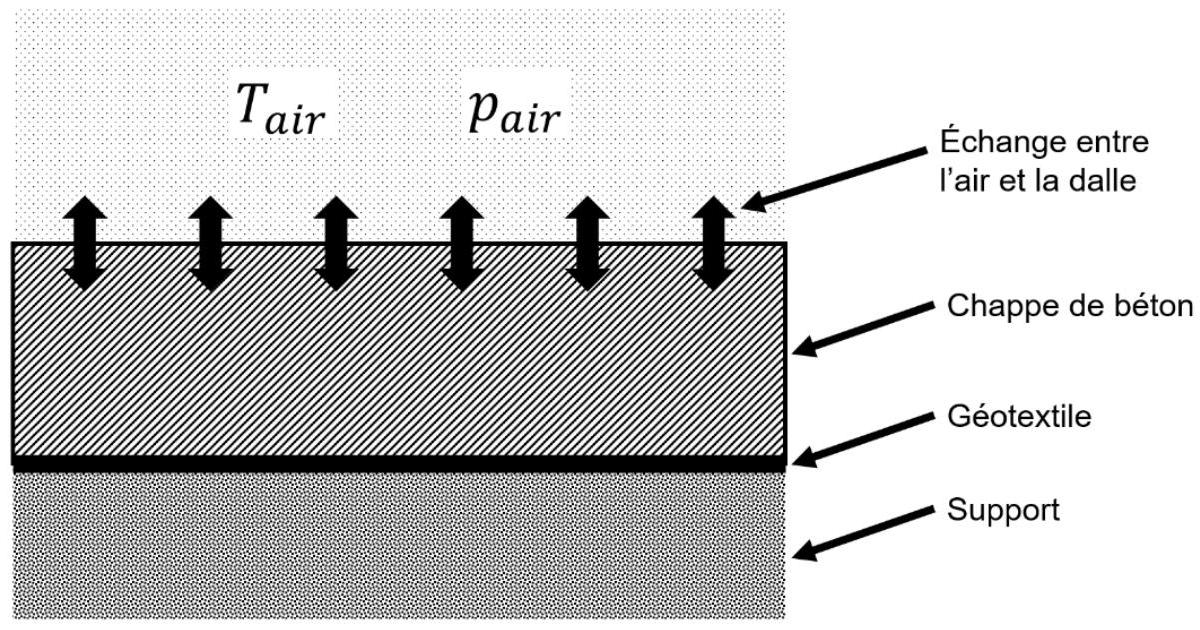 T_air p_air
Échange entre
l'air et la dalle
Chappe de béton
Géotextile
Support